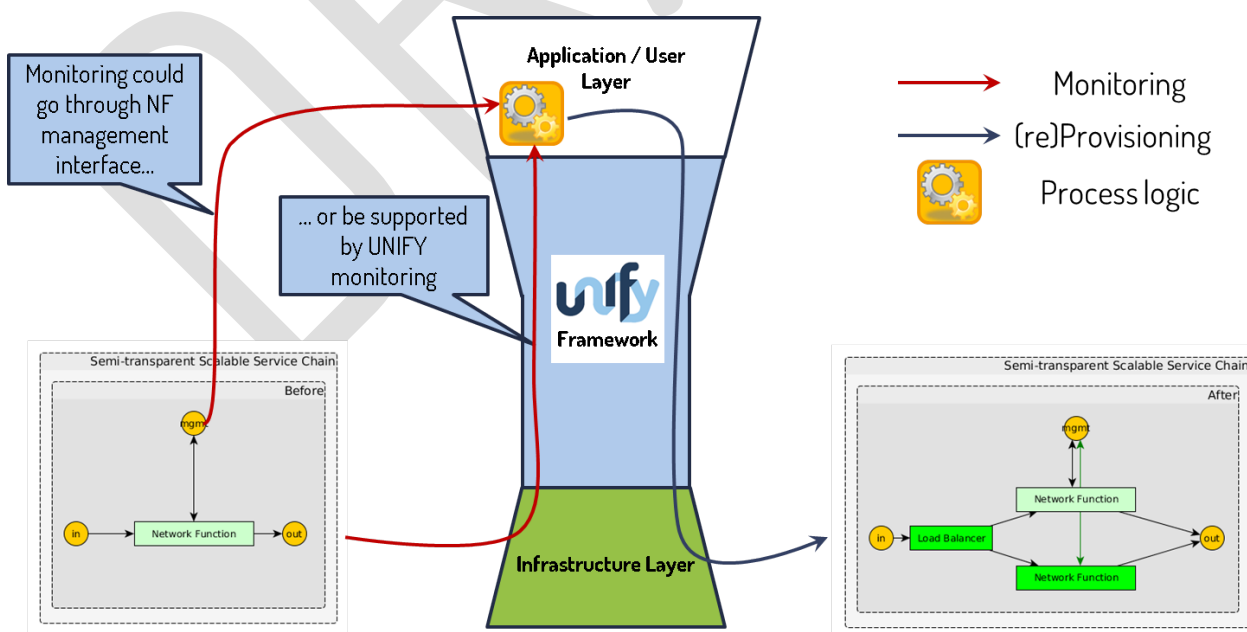 Application / User
Layer
Monitoring could
go through NF
management
interface...
Monitoring
(re)Provisioning
Process logic
... or be supported
by UNIFY
monitoring
unify
Framework
Semi-transparent Scalable Service Chain
Before
mgmt
in
Network Function
out
Infrastructure Layer
Semi-transparent Scalable Service Chain
After
mgmt
Network Function
in
Load Balancer
out
Network Function